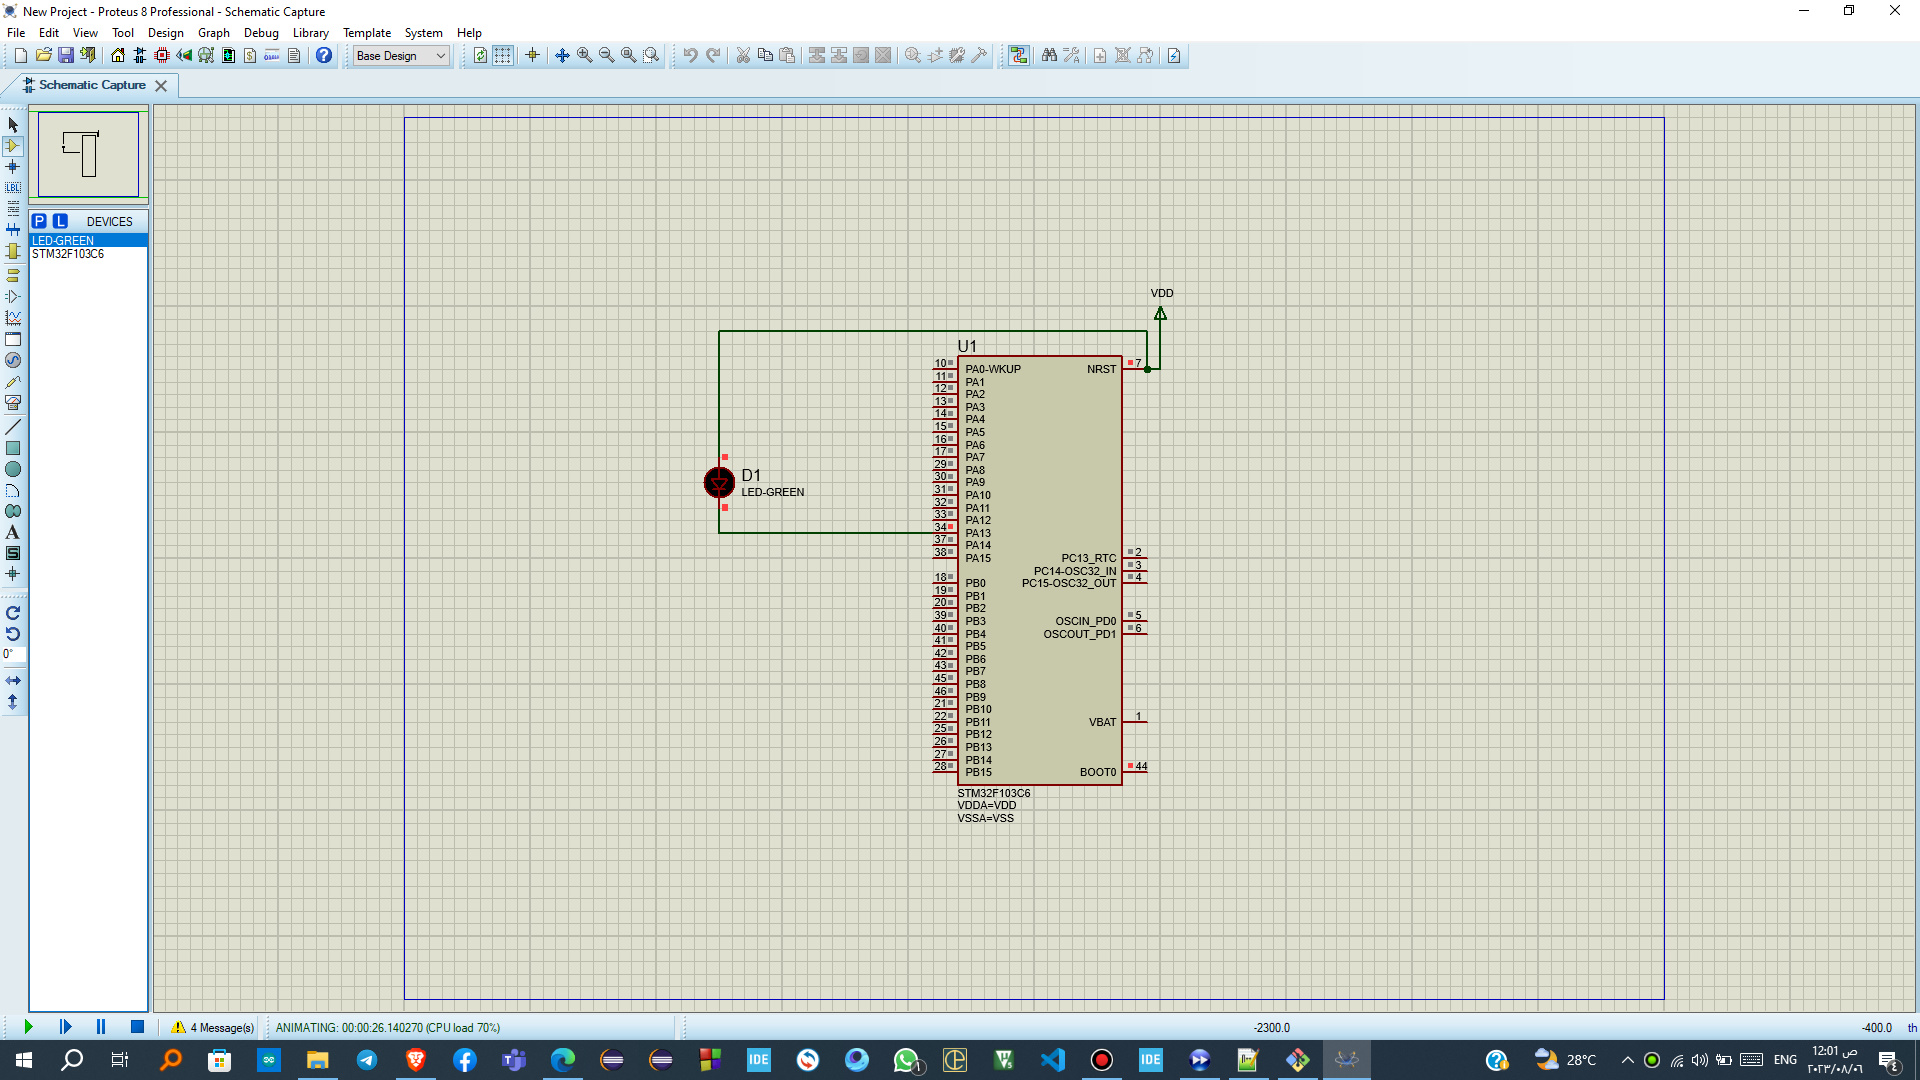 New Project - Proteus 8 Professional - Schematic Capture
File Edit View Tool Design Graph Debug Library Template System Help
Base Design
Schematic Capture
P L DEVICES
LED-GREEN
STM32F103C6
LBL
A
S
0°
VDD
U1
10 PA0-WKUP NRST 7
11 PA1
12 PA2
13 PA3
14 PA4
15 PA5
16 PA6
17 PA7
29 PA8
30 PA9
31 PA10
32 PA11
33 PA12
34 PA13
37 PA14
38 PA15
D1
LED-GREEN
PC13_RTC 2
PC14-OSC32_IN 3
PC15-OSC32_OUT 4
18 PB0
19 PB1
20 PB2
39 PB3
40 PB4
41 PB5
42 PB6
43 PB7
45 PB8
46 PB9
21 PB10
22 PB11
25 PB12
26 PB13
27 PB14
28 PB15
OSCIN_PD0 5
OSCOUT_PD1 6
VBAT 1
BOOT0 44
STM32F103C6
VDDA=VDD
VSSA=VSS
4 Message(s) ANIMATING: 00:00:26.140270 (CPU load 70%) -2300.0 -400.0 th
IDE IDE 28°C ENG 12:01 ص
٢٠٢٣/٠٨/٠٦